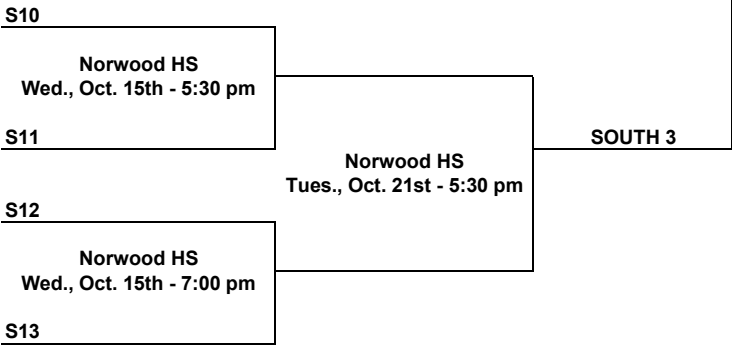 S10
Norwood HS
Wed., Oct. 15th - 5:30 pm
S11
SOUTH 3
Norwood HS
Tues., Oct. 21st - 5:30 pm
S12
Norwood HS
Wed., Oct. 15th - 7:00 pm
S13